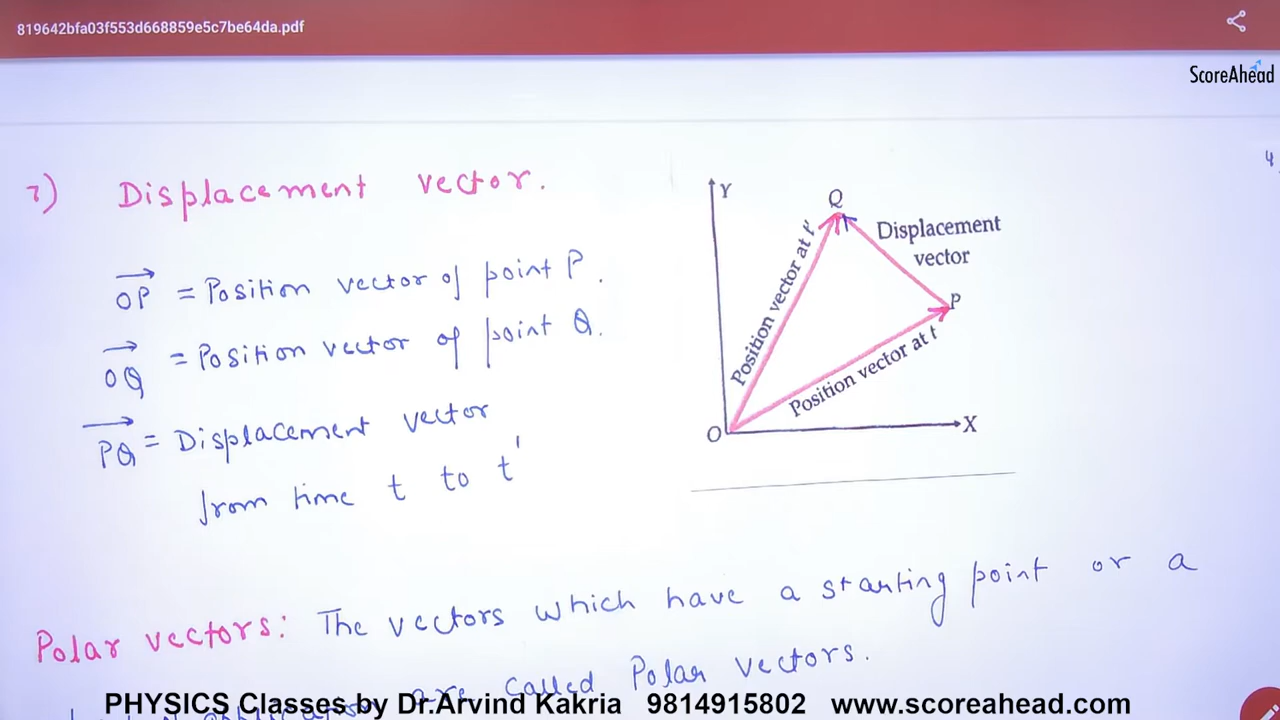 819642bfa03f553d668859e5c7be64da.pdf
ScoreAhead
4
7) Displacement vector.
OP = Position vector of point P.
OQ = Position vector of point Q.
PQ = Displacement vector
from time t to t'
Y
Q
Displacement
vector
Position vector at t'
P
Position vector at t
O
X
Polar vectors: The vectors which have a starting point or a
are called Polar vectors.
PHYSICS Classes by Dr.Arvind Kakria 9814915802 www.scoreahead.com